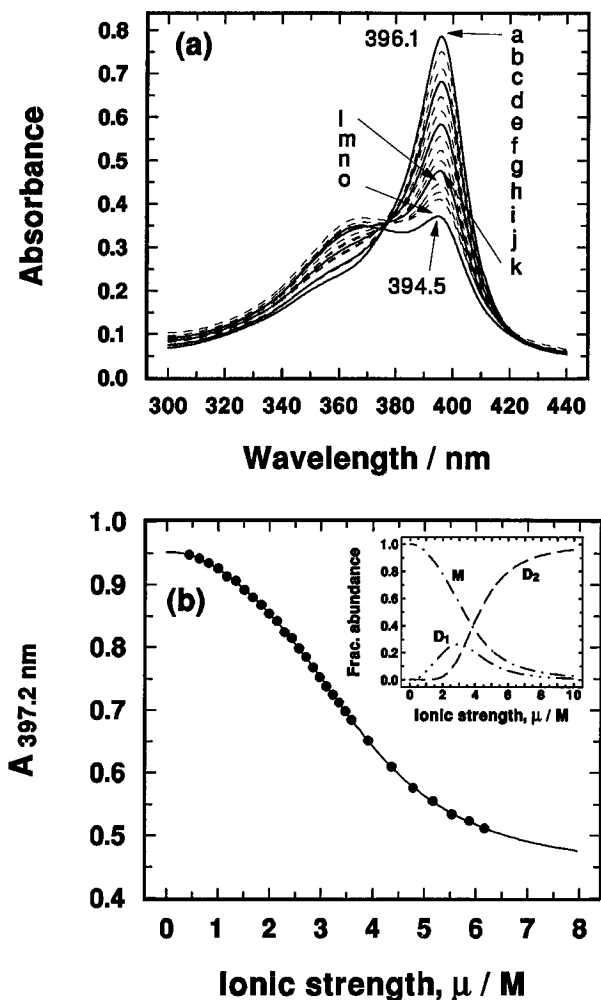 (a)
396.1
a
b
c
d
e
f
g
h
i
j
k
l
m
n
o
394.5
0.8
0.7
0.6
0.5
0.4
0.3
0.2
0.1
0.0
Absorbance
300 320 340 360 380 400 420 440
Wavelength / nm
(b)
1.0
0.9
0.8
0.7
0.6
0.5
0.4
A 397.2 nm
0 1 2 3 4 5 6 7 8
Ionic strength, μ / M
1.0
0.8
0.6
0.4
0.2
0.0
Frac. abundance
M
D1
D2
0 2 4 6 8 10
Ionic strength, μ / M